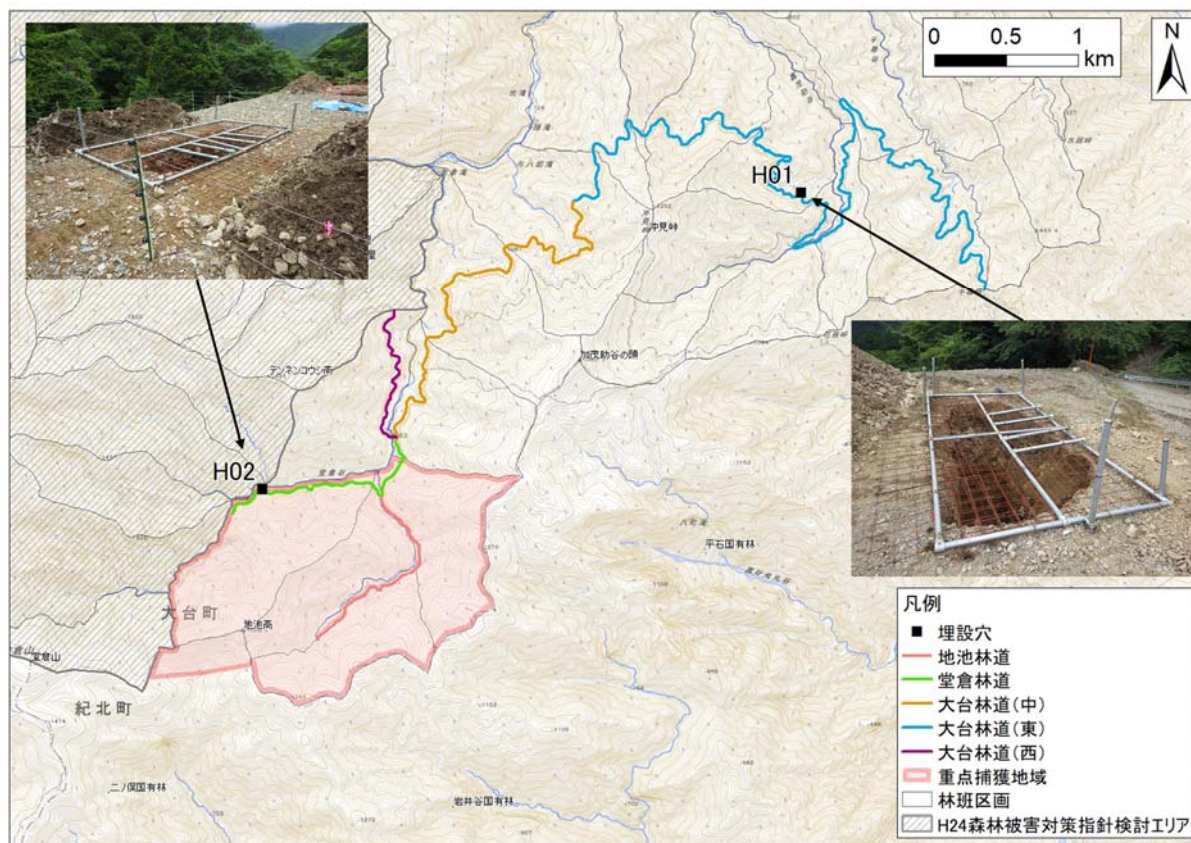 0 0.5 1
km
N
H01
沖見峠
加茂助谷の頭
テンネンコウシ高
堂倉谷
H02
平石国有林
大台町
地池高
堂倉山
紀北町
二ノ俣国有林
岩井谷国有林
凡例
埋設穴
地池林道
堂倉林道
大台林道(中)
大台林道(東)
大台林道(西)
重点捕獲地域
林班区画
H24森林被害対策指針検討エリア